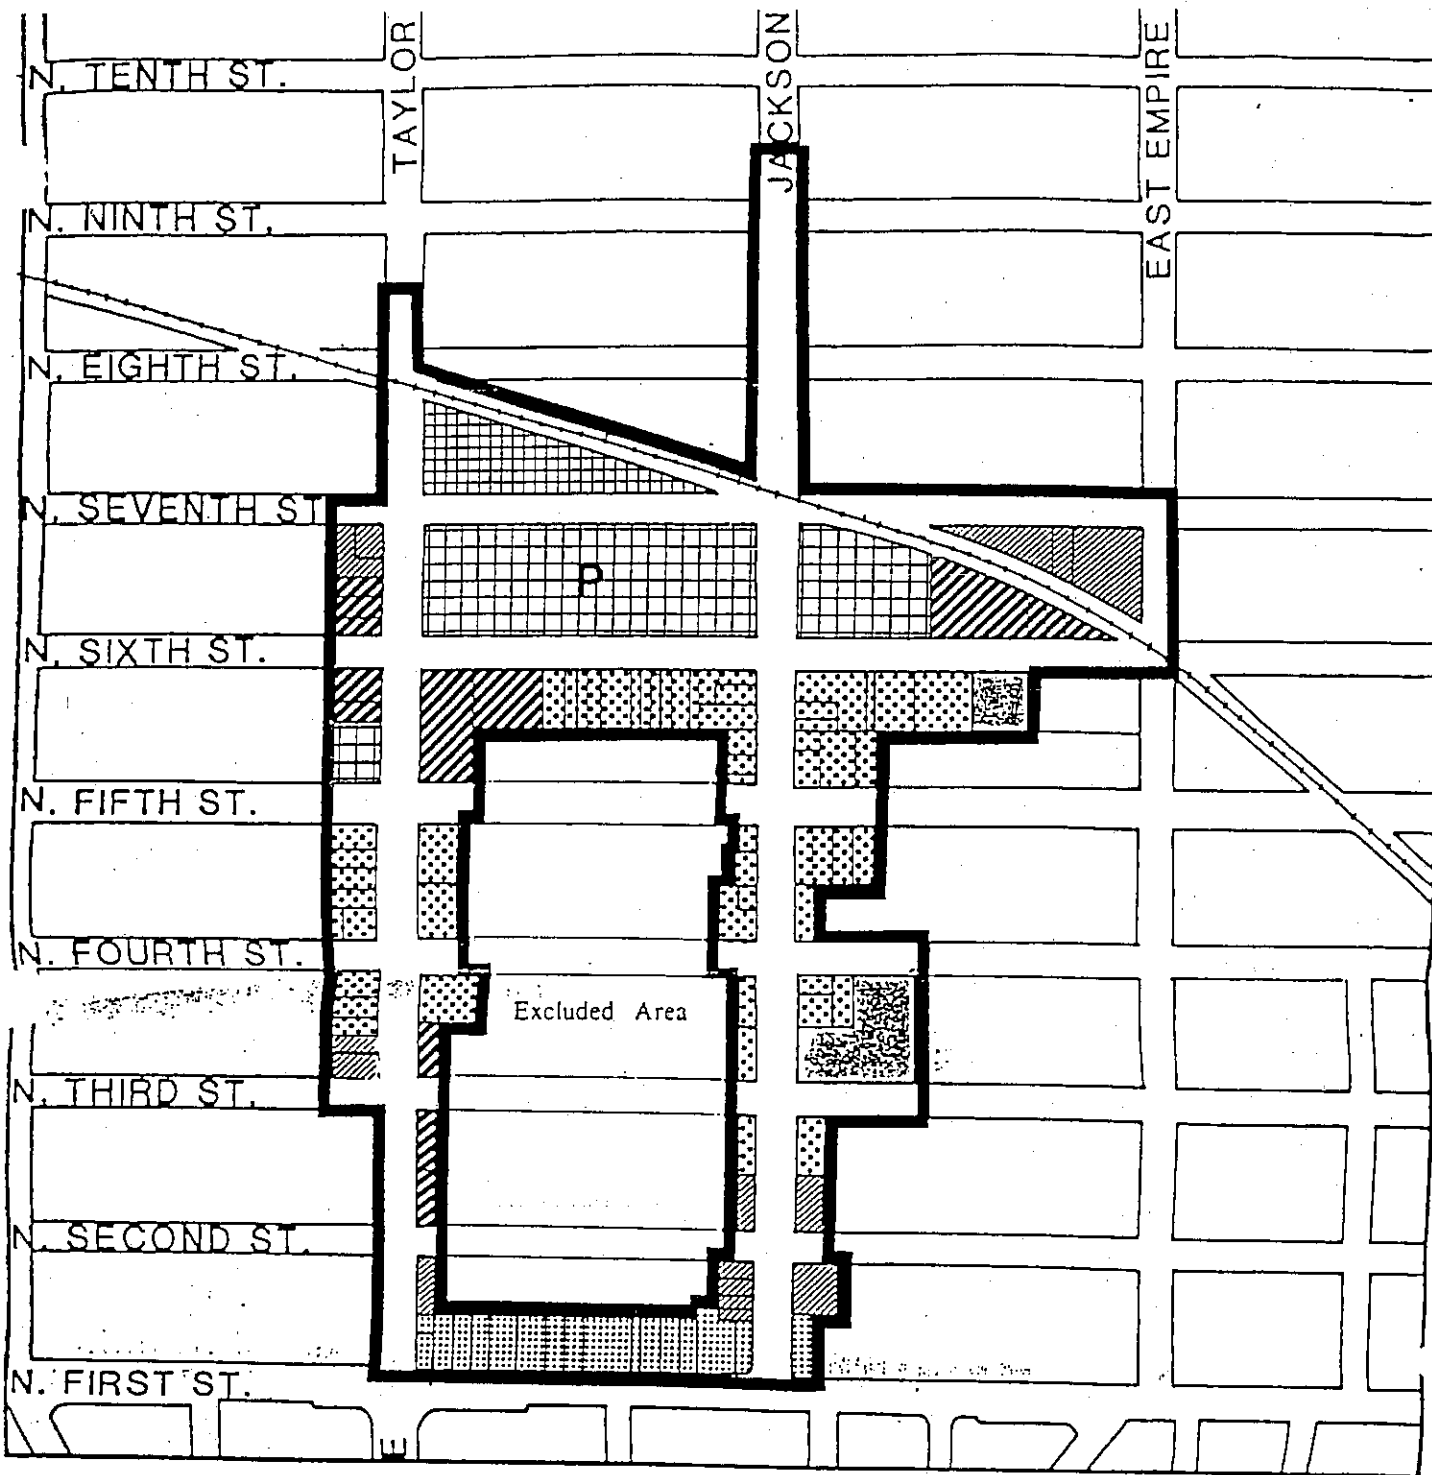 TAYLOR
JACKSON
EAST EMPIRE
N. TENTH ST.
N. NINTH ST.
N. EIGHTH ST.
N. SEVENTH ST
P
N. SIXTH ST.
N. FIFTH ST.
N. FOURTH ST.
Excluded Area
N. THIRD ST.
N. SECOND ST.
N. FIRST ST.
E